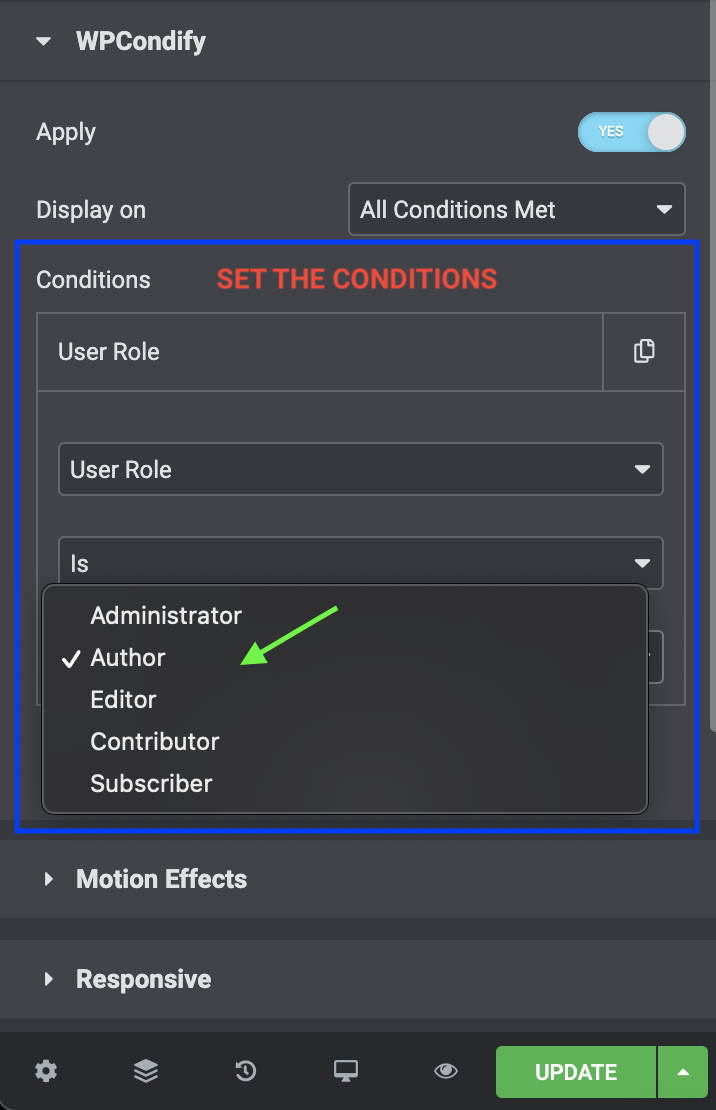 WPCondify
Apply
YES
Display on
All Conditions Met
Conditions
SET THE CONDITIONS
User Role
User Role
Is
Administrator
Author
Editor
Contributor
Subscriber
Motion Effects
Responsive
UPDATE